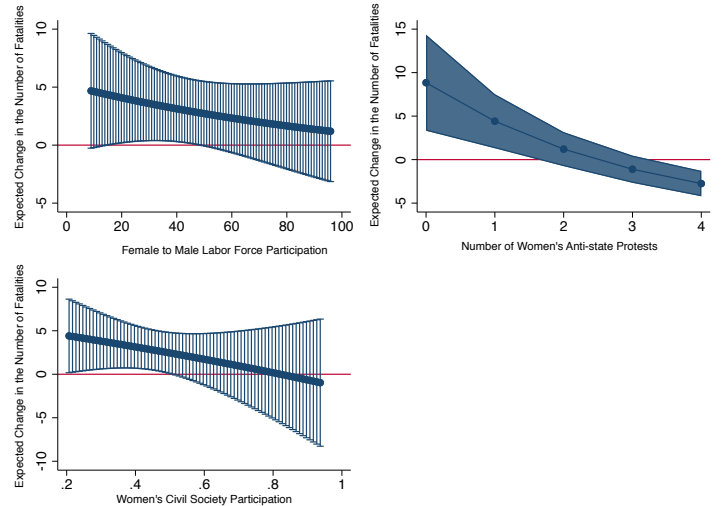 Expected Change in the Number of Fatalities
10
5
0
-5
0 20 40 60 80 100
Female to Male Labor Force Participation
Expected Change in the Number of Fatalities
15
10
5
0
-5
0 1 2 3 4
Number of Women's Anti-state Protests
Expected Change in the Number of Fatalities
10
5
0
-5
-10
.2 .4 .6 .8 1
Women's Civil Society Participation